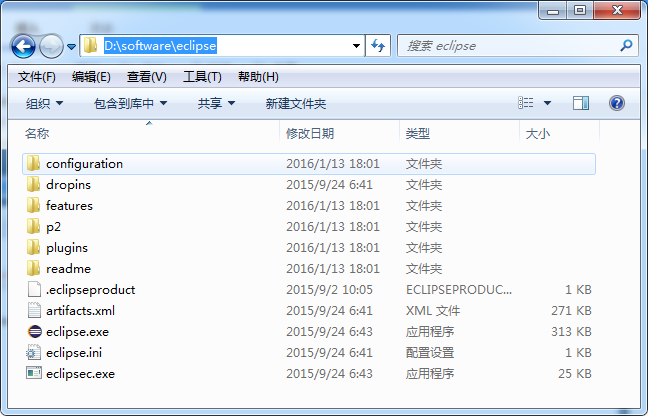 D:\software\eclipse
搜索 eclipse
文件(F) 编辑(E) 查看(V) 工具(T) 帮助(H)
组织 包含到库中 共享 新建文件夹
名称 修改日期 类型 大小
configuration 2016/1/13 18:01 文件夹
dropins 2015/9/24 6:41 文件夹
features 2016/1/13 18:01 文件夹
p2 2016/1/13 18:01 文件夹
plugins 2016/1/13 18:01 文件夹
readme 2016/1/13 18:01 文件夹
.eclipseproduct 2015/9/2 10:05 ECLIPSEPRODUC... 1 KB
artifacts.xml 2015/9/24 6:41 XML 文件 271 KB
eclipse.exe 2015/9/24 6:43 应用程序 313 KB
eclipse.ini 2015/9/24 6:41 配置设置 1 KB
eclipsec.exe 2015/9/24 6:43 应用程序 25 KB